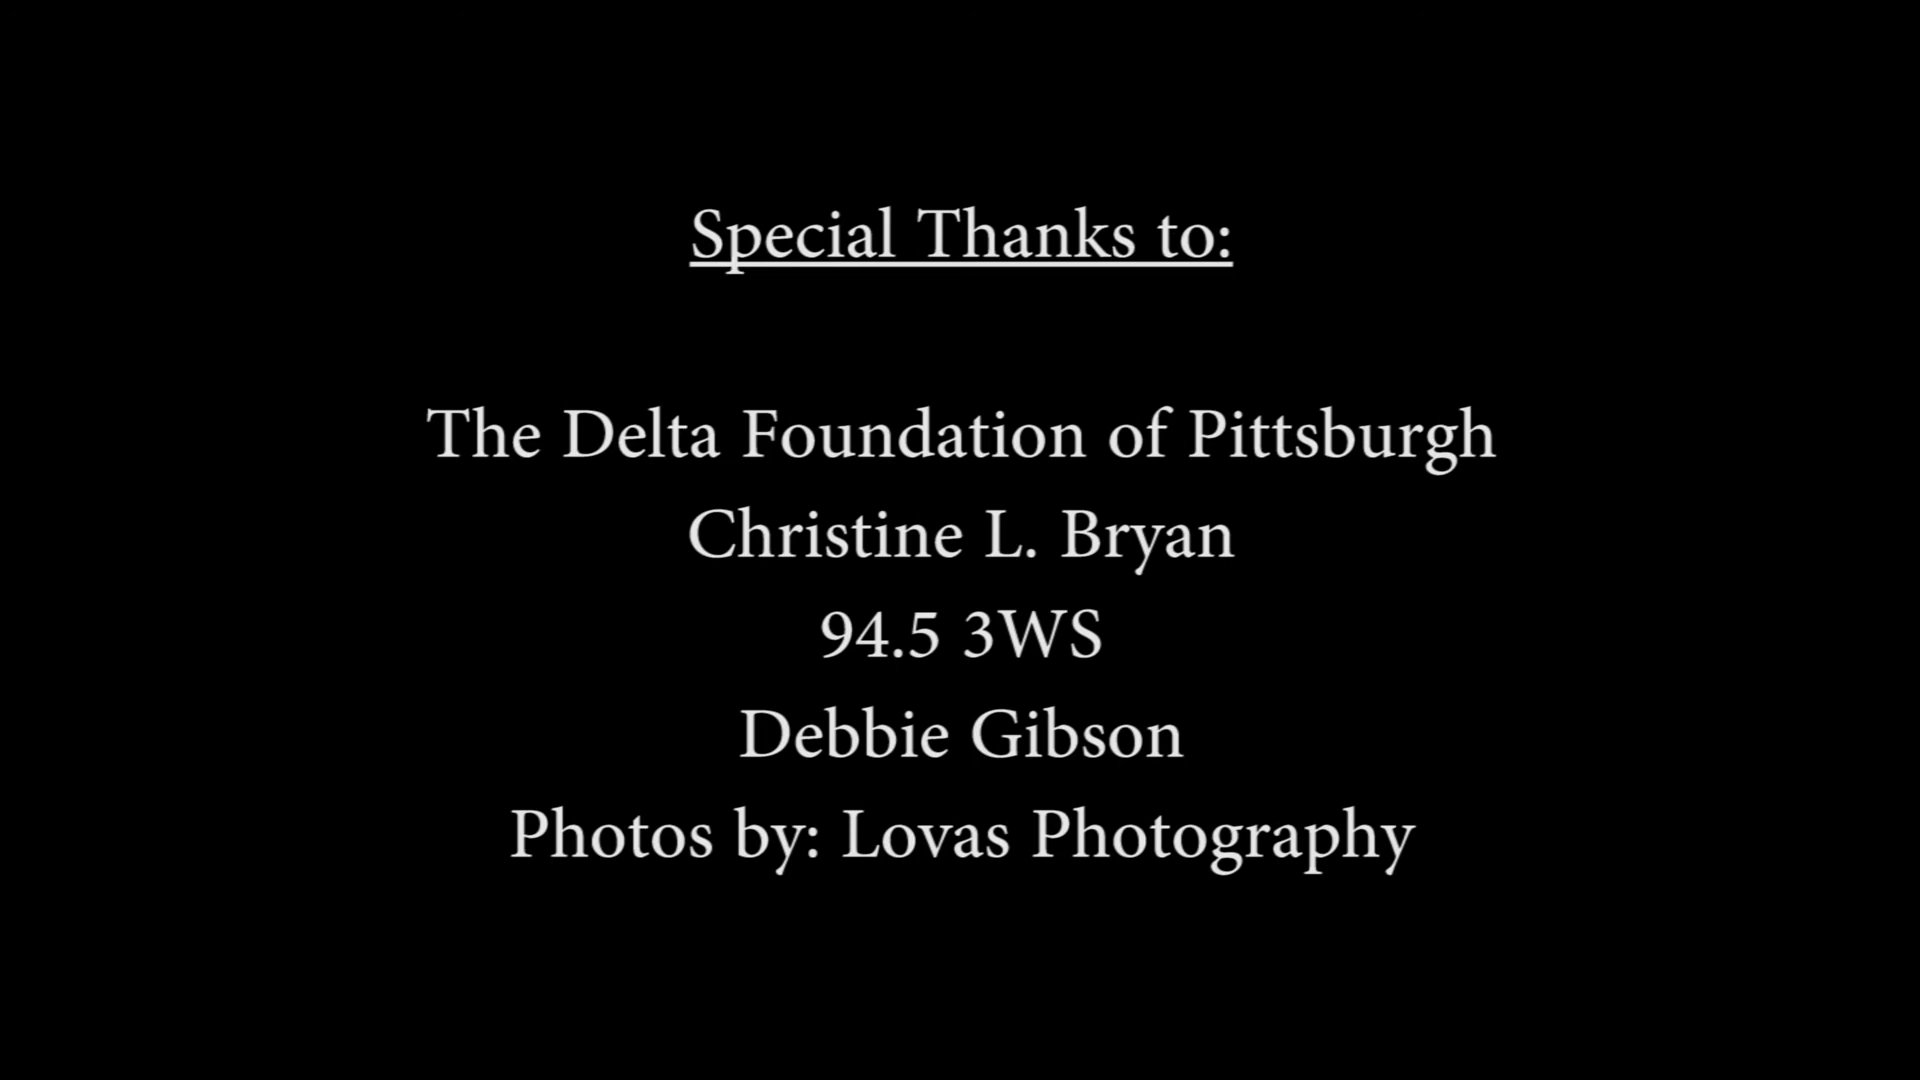 Special Thanks to:
The Delta Foundation of Pittsburgh
Christine L. Bryan
94.5 3WS
Debbie Gibson
Photos by: Lovas Photography